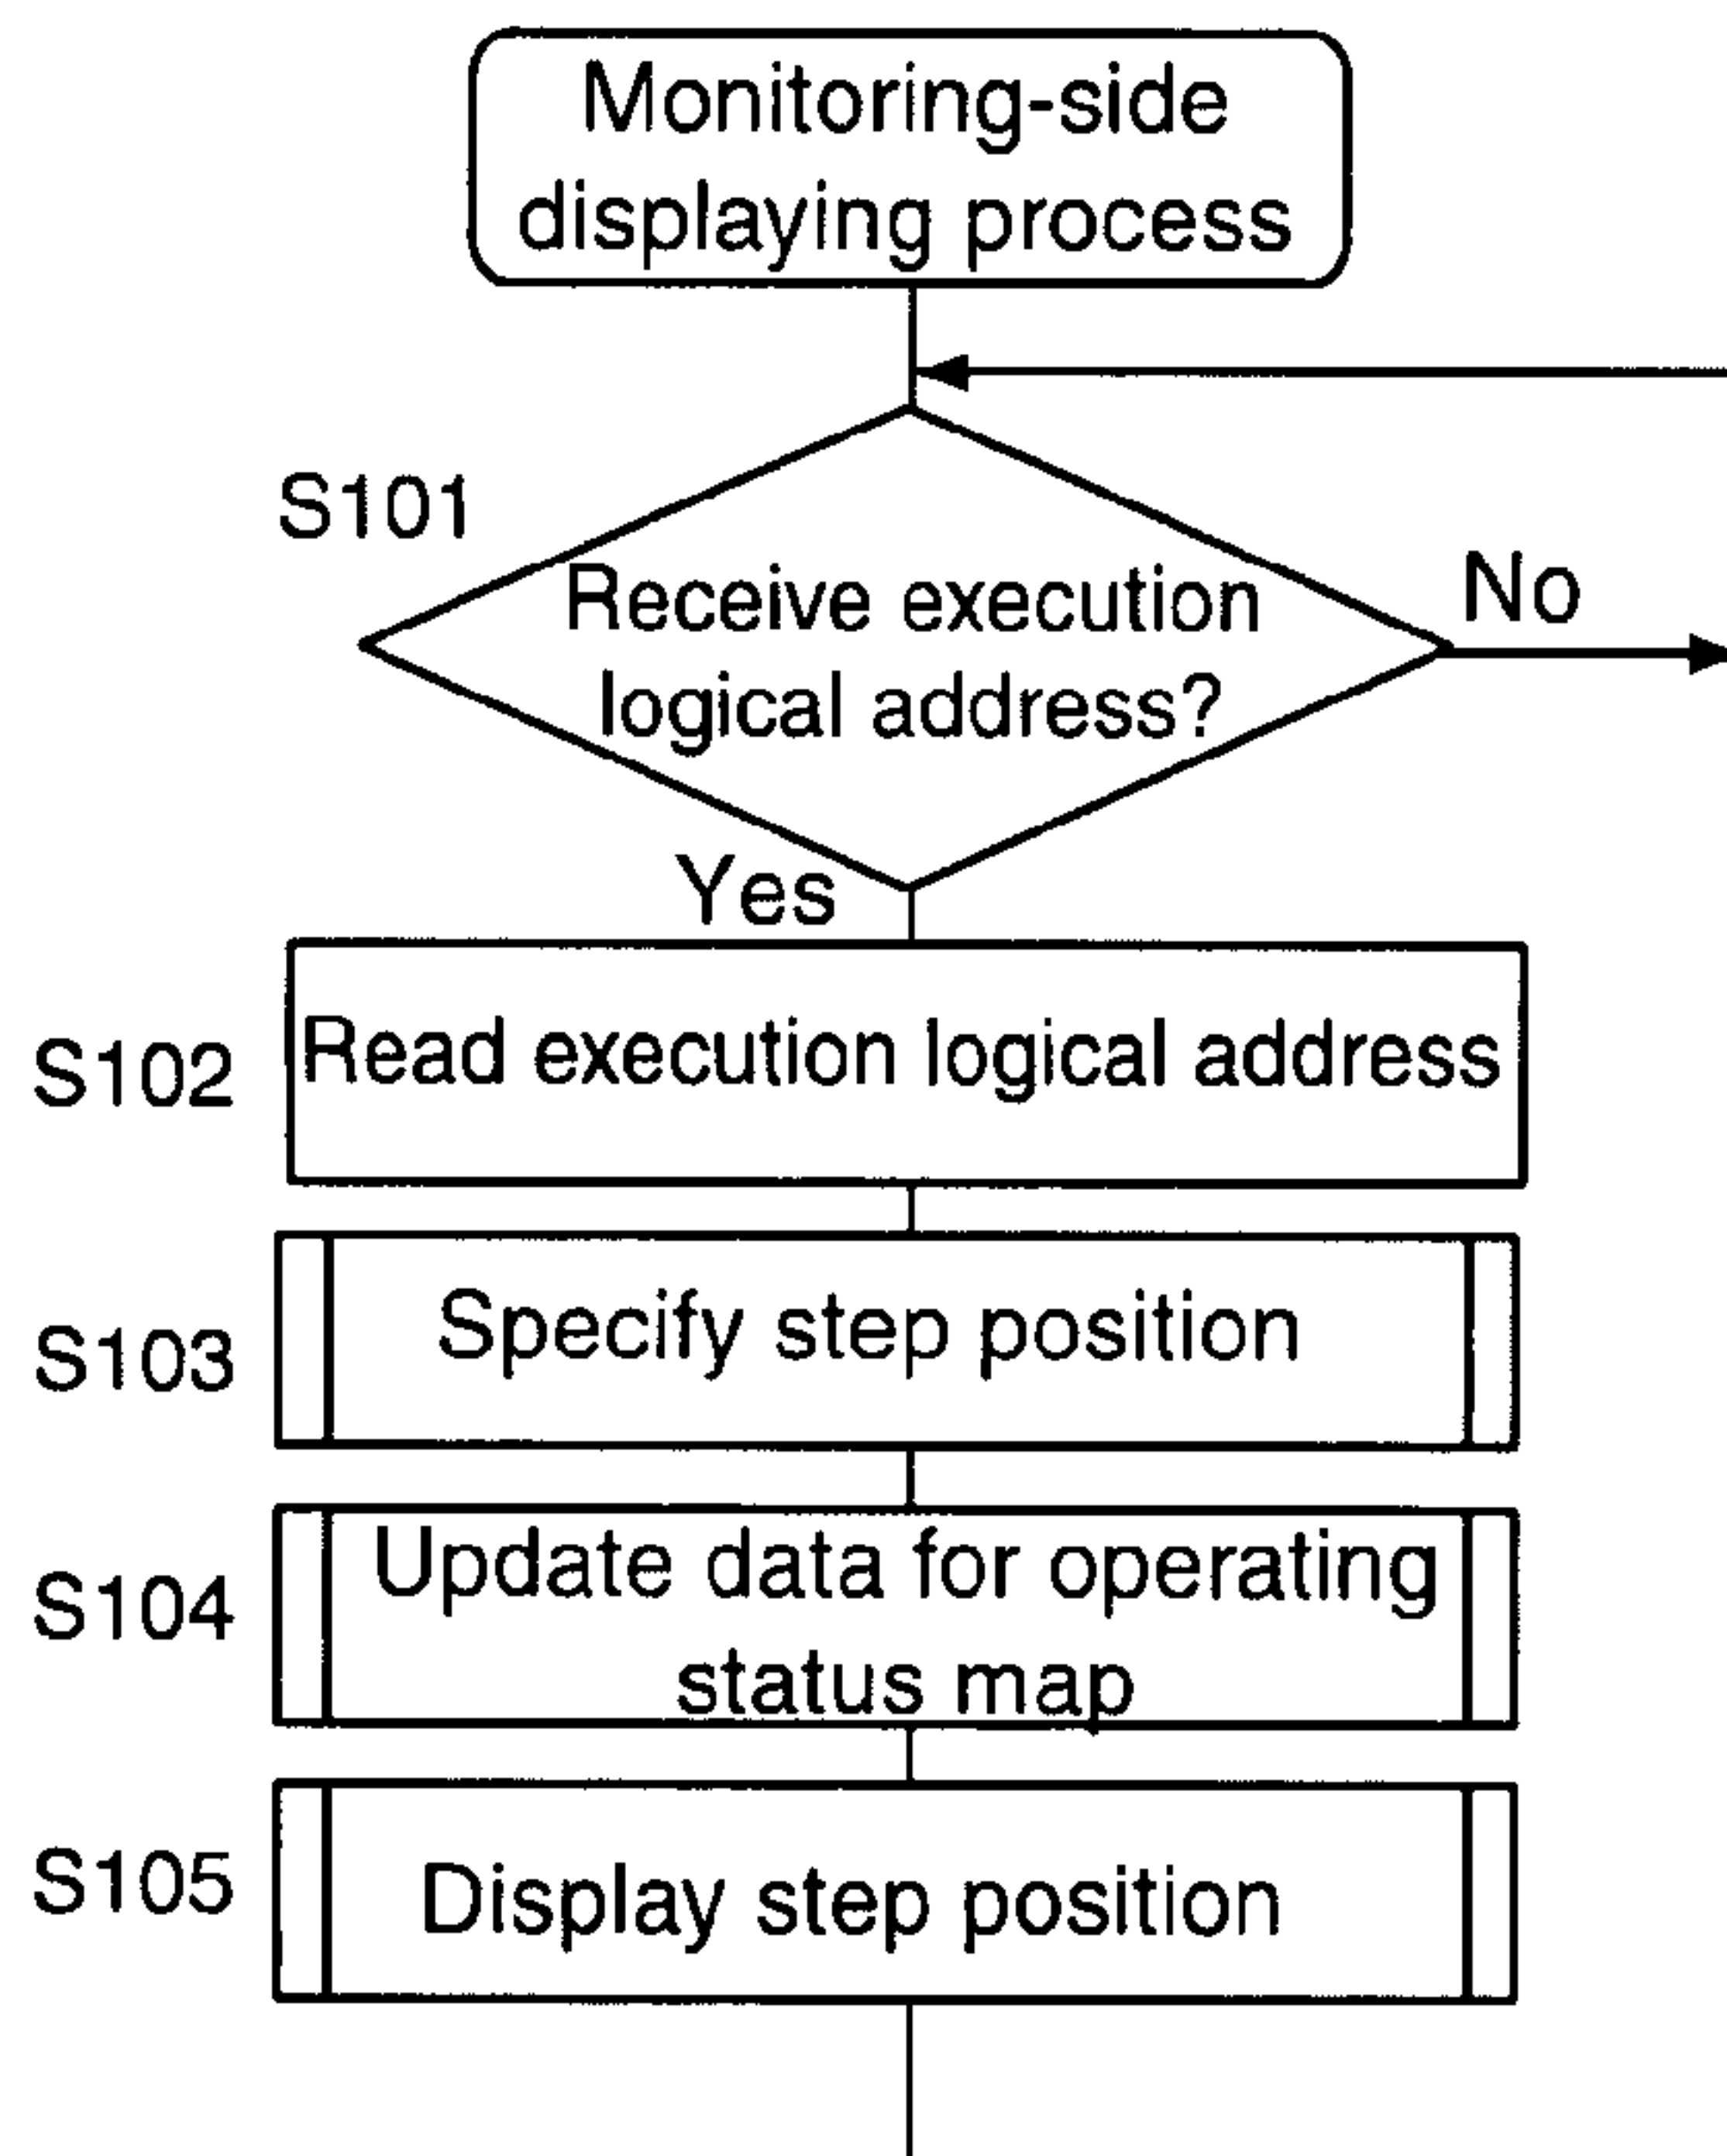 Monitoring-side
displaying process
S101
Receive execution
logical address?
No
Yes
S102
Read execution logical address
S103
Specify step position
S104
Update data for operating
status map
S105
Display step position